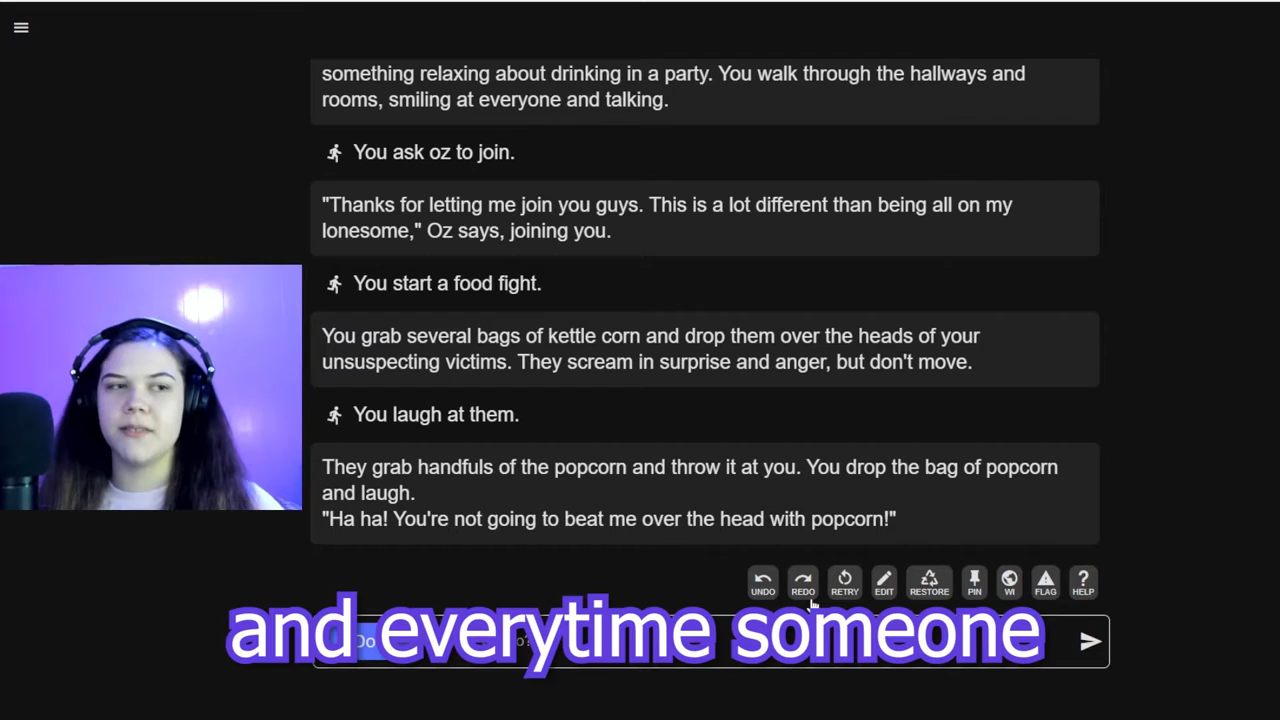 something relaxing about drinking in a party. You walk through the hallways and
rooms, smiling at everyone and talking.
You ask oz to join.
"Thanks for letting me join you guys. This is a lot different than being all on my
lonesome," Oz says, joining you.
You start a food fight.
You grab several bags of kettle corn and drop them over the heads of your
unsuspecting victims. They scream in surprise and anger, but don't move.
You laugh at them.
They grab handfuls of the popcorn and throw it at you. You drop the bag of popcorn
and laugh.
"Ha ha! You're not going to beat me over the head with popcorn!"
UNDO REDO RETRY EDIT RESTORE PIN WI FLAG HELP
Do
and everytime someone